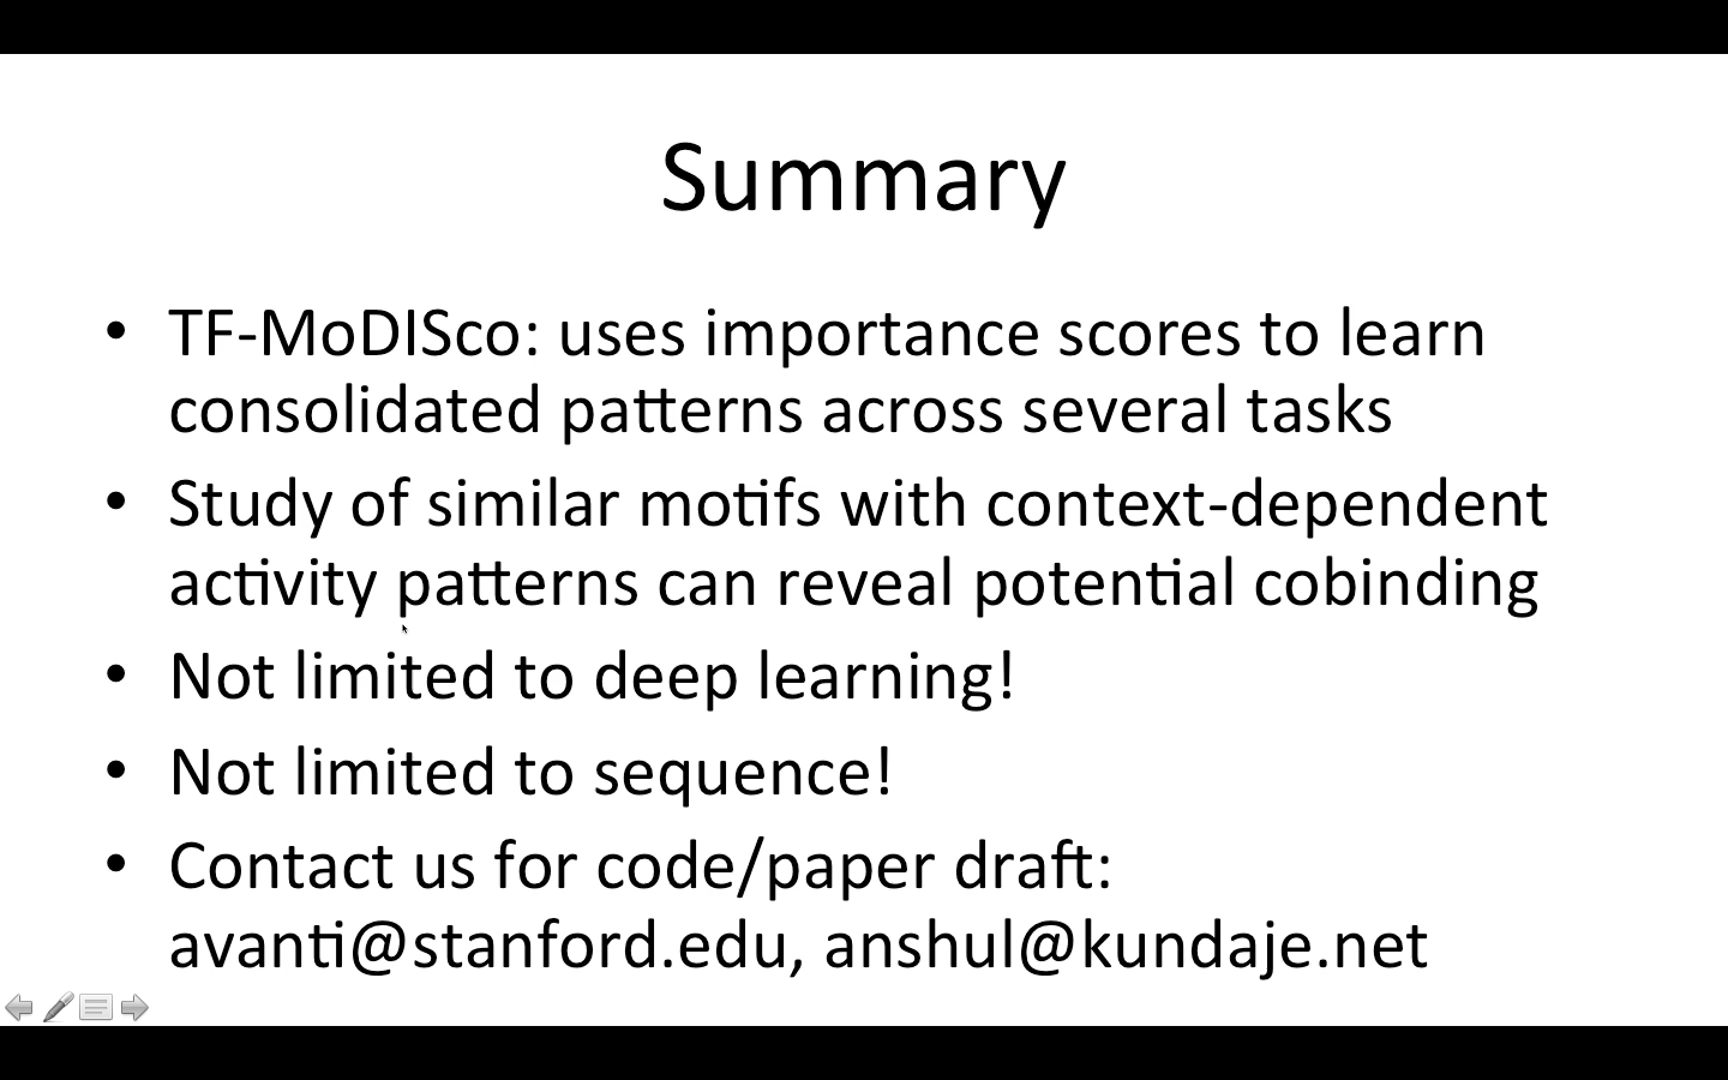 Summary
• TF-MoDISco: uses importance scores to learn
consolidated patterns across several tasks
• Study of similar motifs with context-dependent
activity patterns can reveal potential cobinding
• Not limited to deep learning!
• Not limited to sequence!
• Contact us for code/paper draft:
avanti@stanford.edu, anshul@kundaje.net